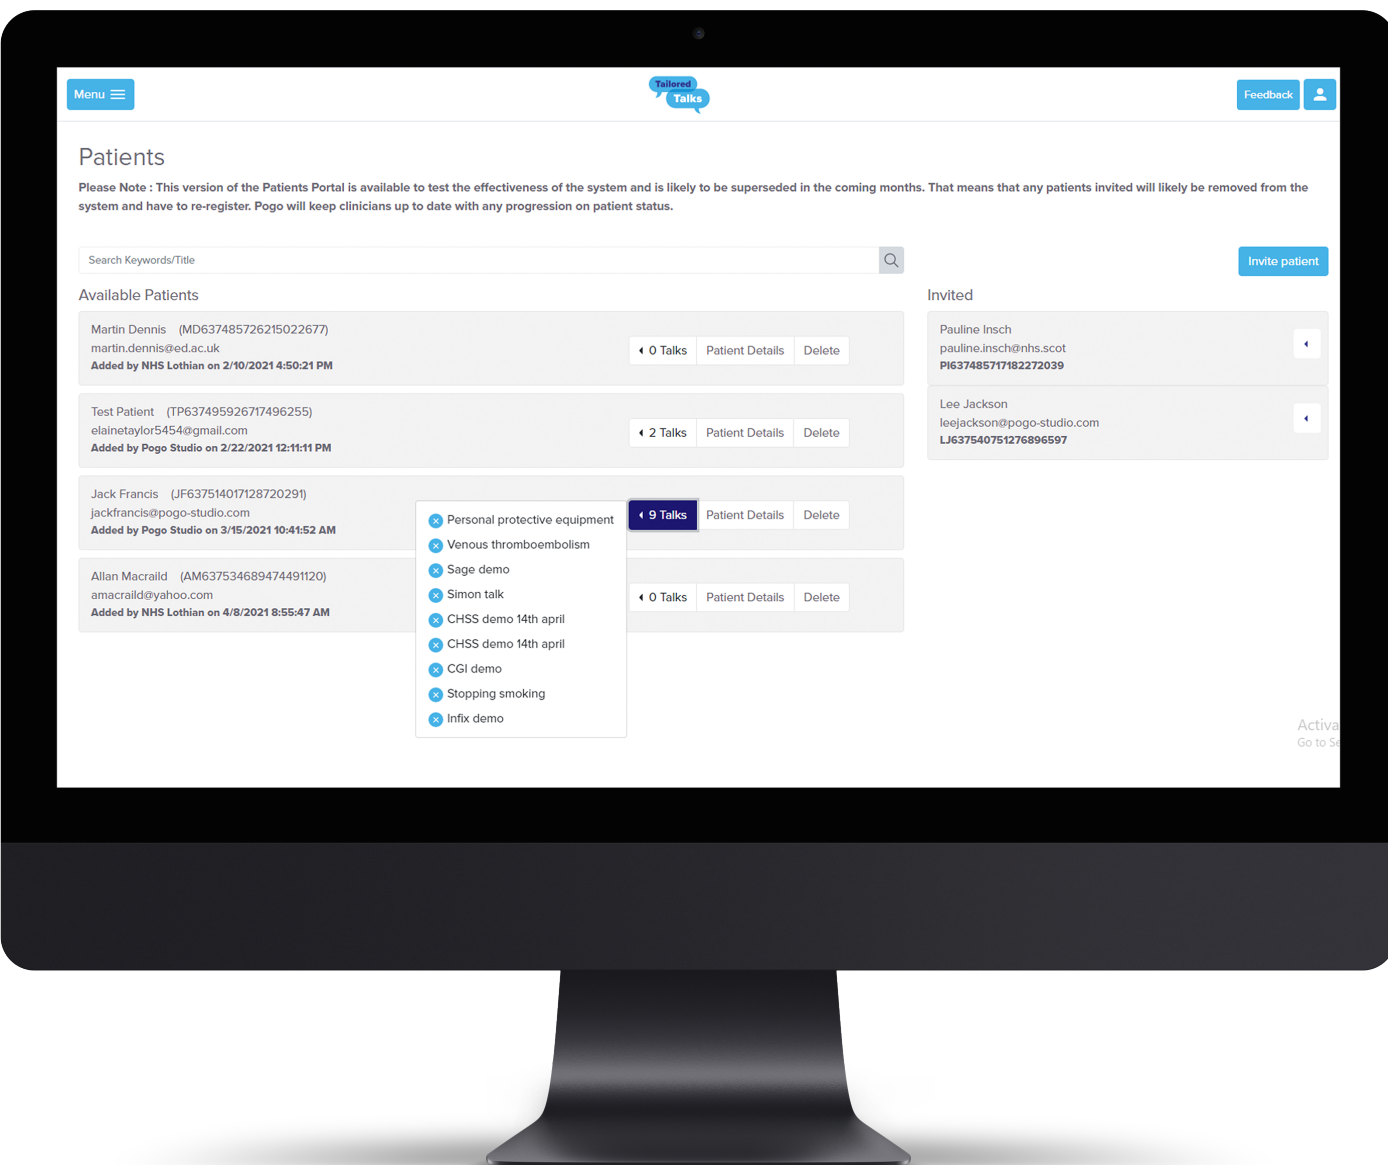 Menu
Tailored
Talks
Feedback
Patients
Please Note : This version of the Patients Portal is available to test the effectiveness of the system and is likely to be superseded in the coming months. That means that any patients invited will likely be removed from the
system and have to re-register. Pogo will keep clinicians up to date with any progression on patient status.
Search Keywords/Title
Invite patient
Available Patients
Martin Dennis (MD637485726215022677)
martin.dennis@ed.ac.uk
Added by NHS Lothian on 2/10/2021 4:50:21 PM
0 Talks Patient Details Delete
Test Patient (TP637495926717496255)
elainetaylor5454@gmail.com
Added by Pogo Studio on 2/22/2021 12:11:11 PM
2 Talks Patient Details Delete
Jack Francis (JF637514017128720291)
jackfrancis@pogo-studio.com
Added by Pogo Studio on 3/15/2021 10:41:52 AM
9 Talks Patient Details Delete
Personal protective equipment
Venous thromboembolism
Sage demo
Simon talk
CHSS demo 14th april
CHSS demo 14th april
CGI demo
Stopping smoking
Infix demo
Allan Macraild (AM637534689474491120)
amacraild@yahoo.com
Added by NHS Lothian on 4/8/2021 8:55:47 AM
0 Talks Patient Details Delete
Invited
Pauline Insch
pauline.insch@nhs.scot
PI637485717182272039
Lee Jackson
leejackson@pogo-studio.com
LJ637540751276896597
Activa
Go to Se